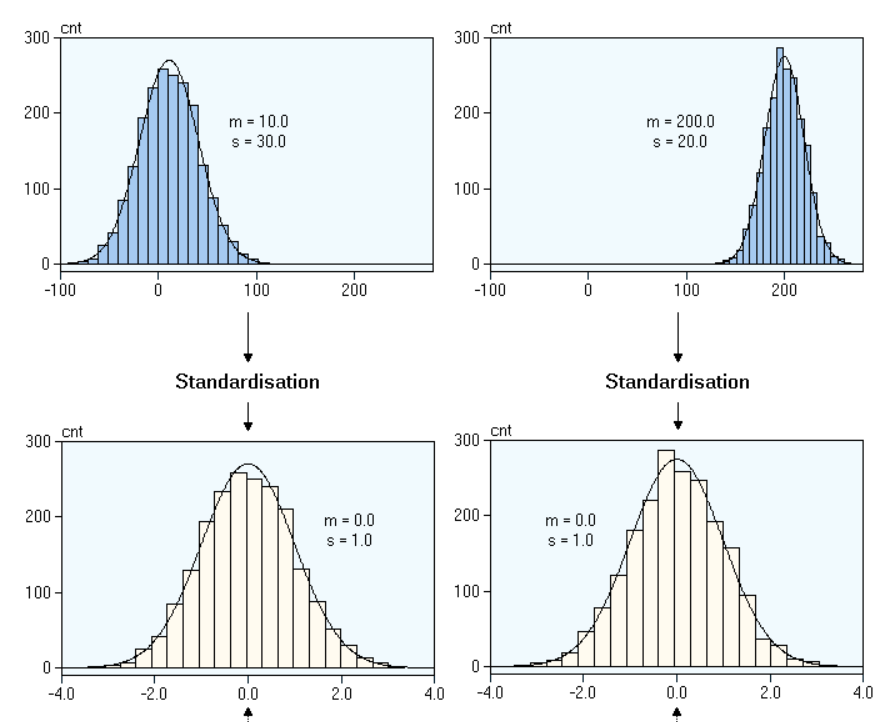 cnt
300
200
100
0
m = 10.0
s = 30.0
-100 0 100 200
cnt
300
200
100
0
m = 200.0
s = 20.0
-100 0 100 200
Standardisation
Standardisation
cnt
300
200
100
0
m = 0.0
s = 1.0
-4.0 -2.0 0.0 2.0 4.0
cnt
300
200
100
0
m = 0.0
s = 1.0
-4.0 -2.0 0.0 2.0 4.0